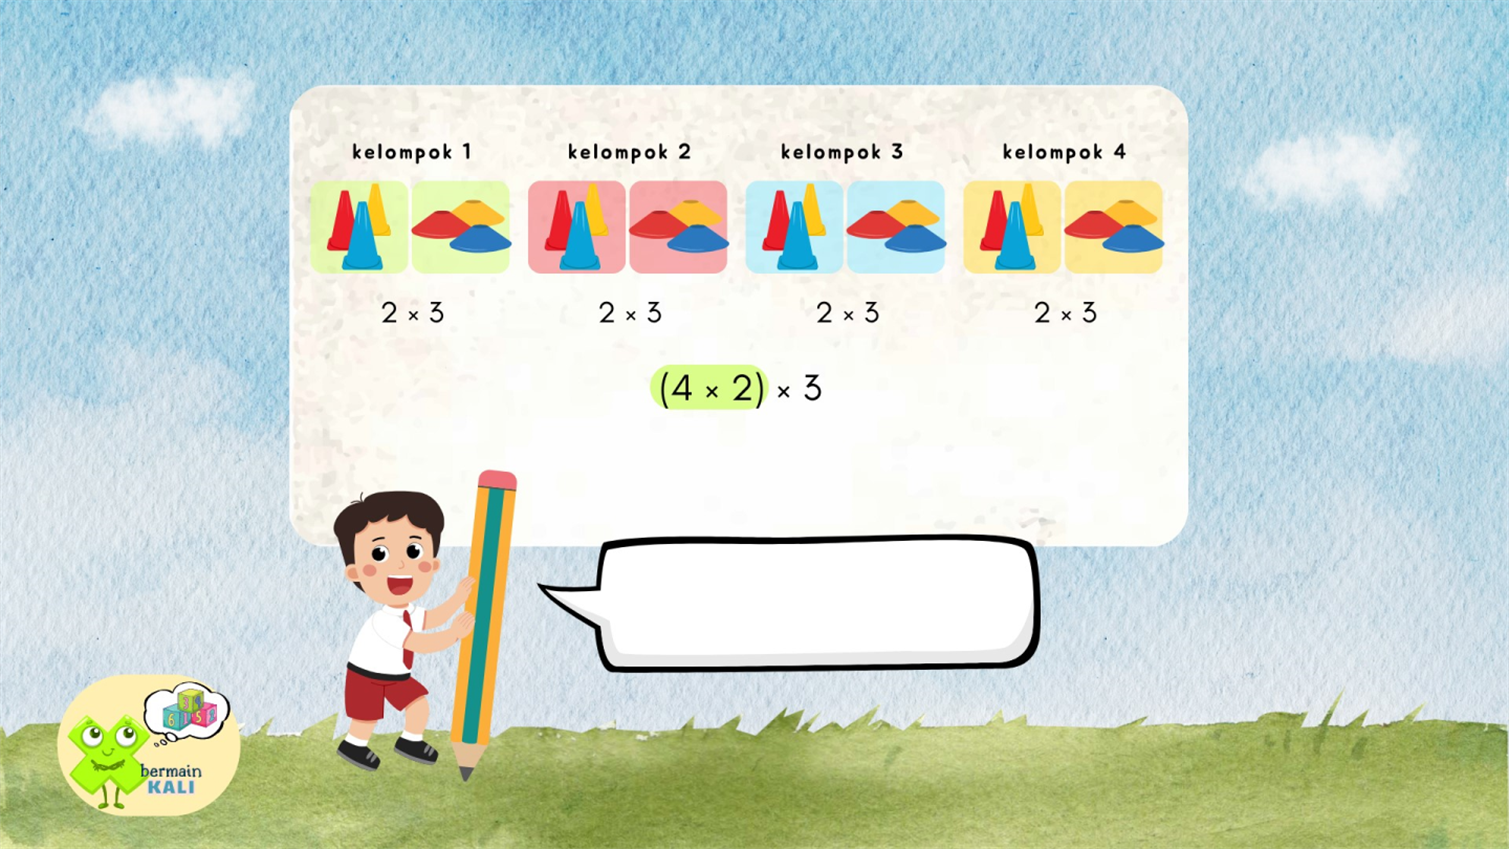 kelompok 1 kelompok 2 kelompok 3 kelompok 4
2 × 3 2 × 3 2 × 3 2 × 3
(4 × 2) × 3
bermain
KALI